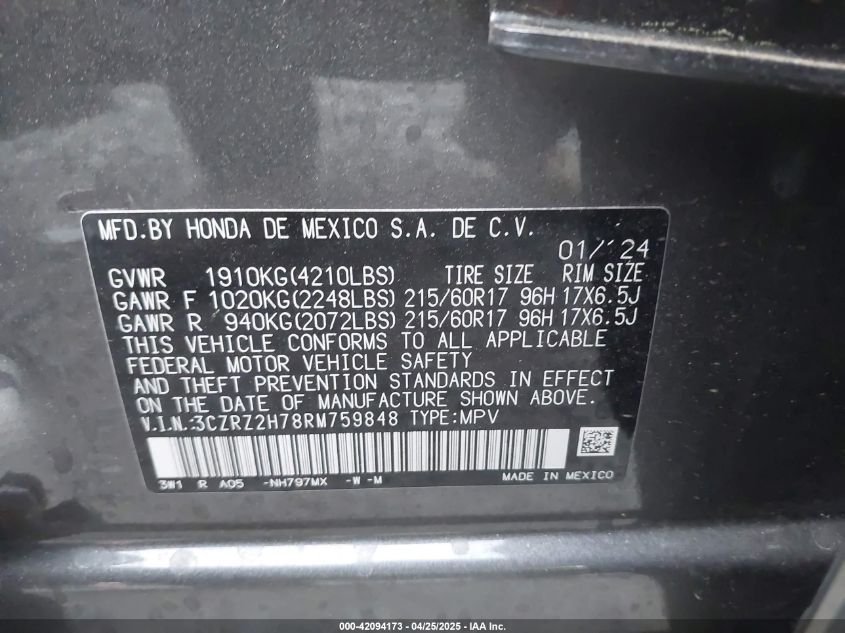 MFD.BY HONDA DE MEXICO S.A. DE C.V.
01/'24
GVWR 1910KG(4210LBS) TIRE SIZE RIM SIZE
GAWR F 1020KG(2248LBS) 215/60R17 96H 17X6.5J
GAWR R 940KG(2072LBS) 215/60R17 96H 17X6.5J
THIS VEHICLE CONFORMS TO ALL APPLICABLE
FEDERAL MOTOR VEHICLE SAFETY
AND THEFT PREVENTION STANDARDS IN EFFECT
ON THE DATE OF MANUFACTURE SHOWN ABOVE.
V.I.N.:3CZRZ2H78RM759848 TYPE:MPV
3W1 R A05 -NH797MX -W -M MADE IN MEXICO
000-42094173 - 04/25/2025 - IAA Inc.